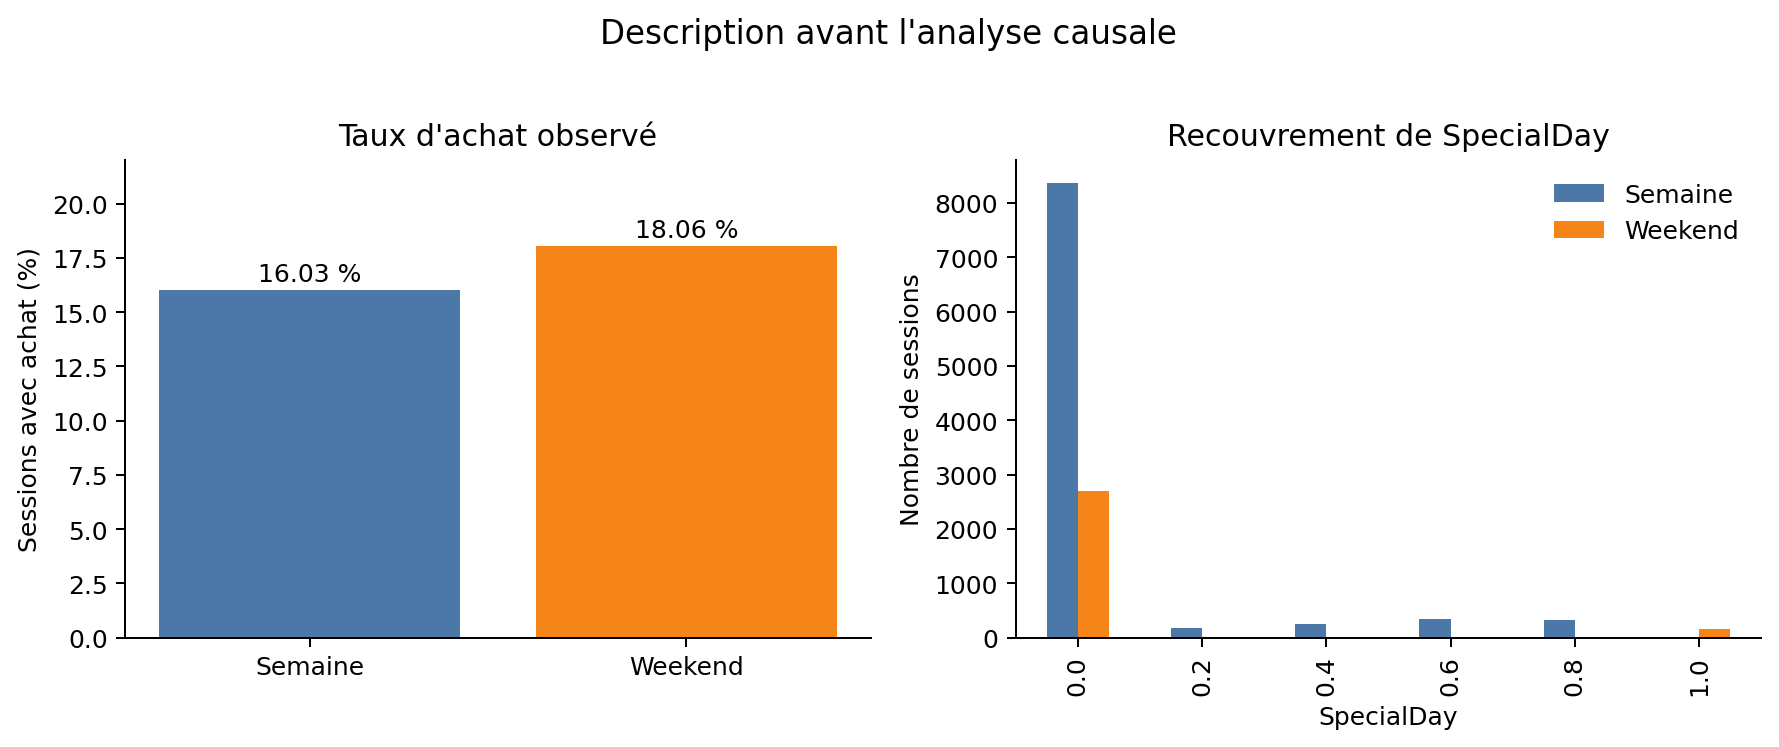 Description avant l'analyse causale
Taux d'achat observé
Sessions avec achat (%)
20.0
17.5
15.0
12.5
10.0
7.5
5.0
2.5
0.0
16.03 %
18.06 %
Semaine
Weekend
Recouvrement de SpecialDay
Nombre de sessions
8000
7000
6000
5000
4000
3000
2000
1000
0
Semaine
Weekend
0.0
0.2
0.4
0.6
0.8
1.0
SpecialDay